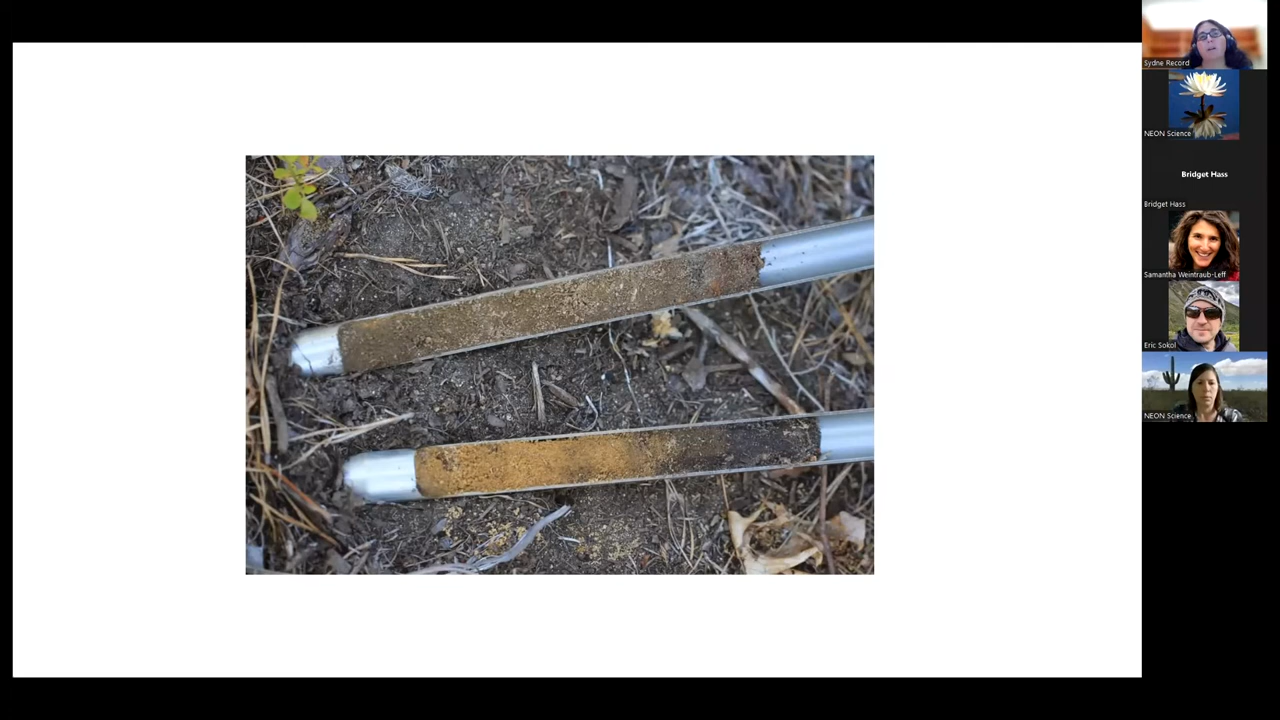 Sydne Record
NEON Science
Bridget Hass
Bridget Hass
Samantha Weintraub-Leff
Eric Sokol
NEON Science